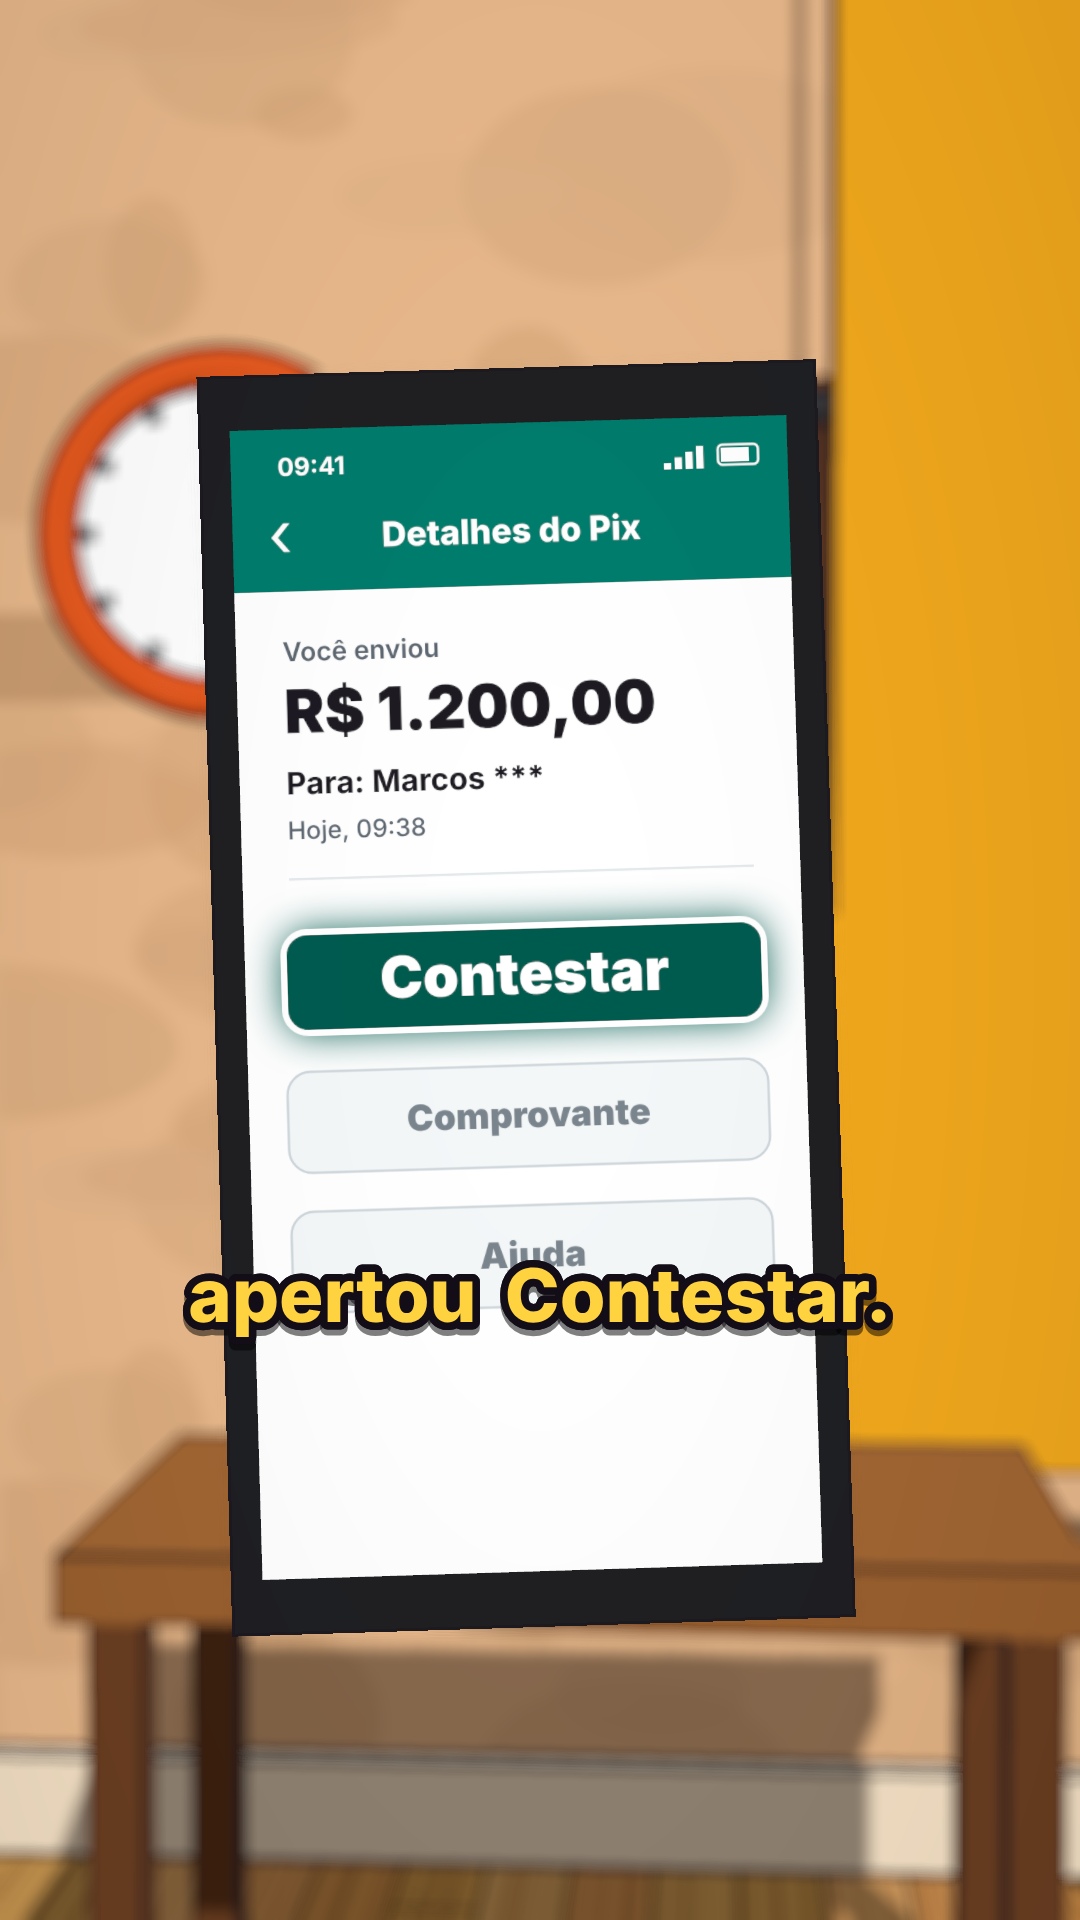 09:41
Detalhes do Pix
Você enviou
R$ 1.200,00
Para: Marcos ***
Hoje, 09:38
Contestar
Comprovante
Ajuda
apertou Contestar.